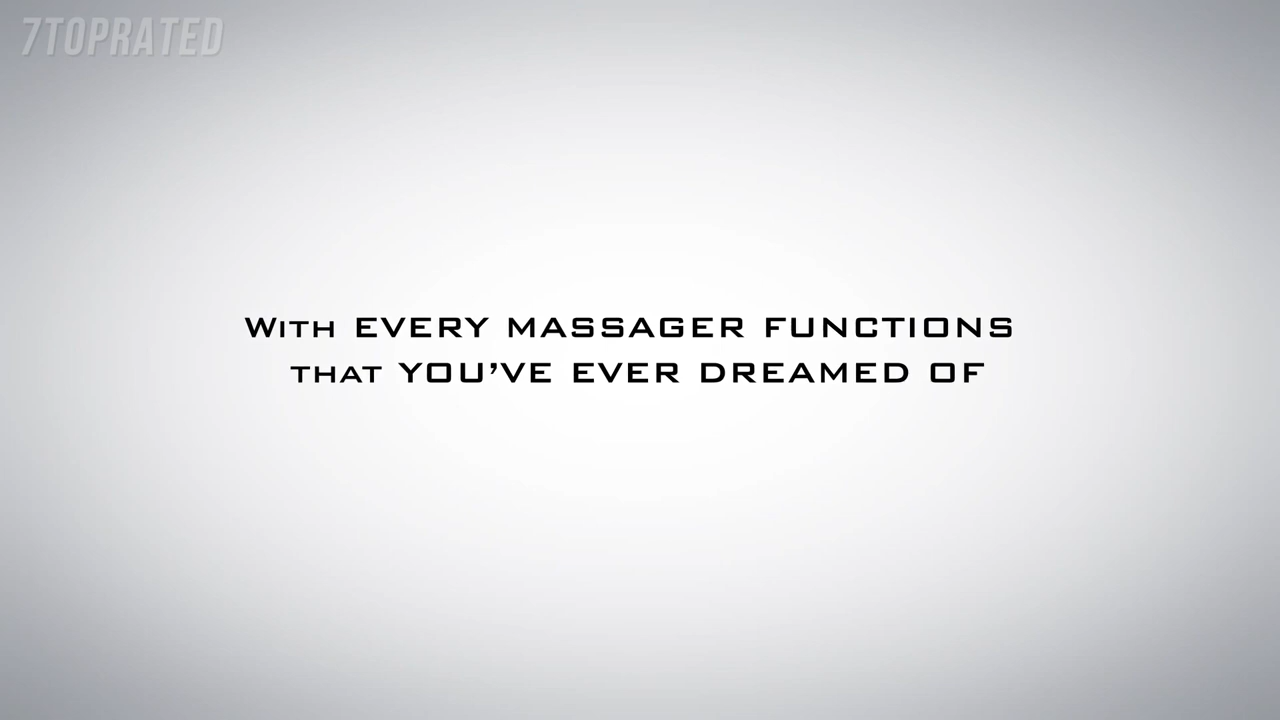 7TOPRATED
With EVERY MASSAGER FUNCTIONS
THAT YOU'VE EVER DREAMED OF